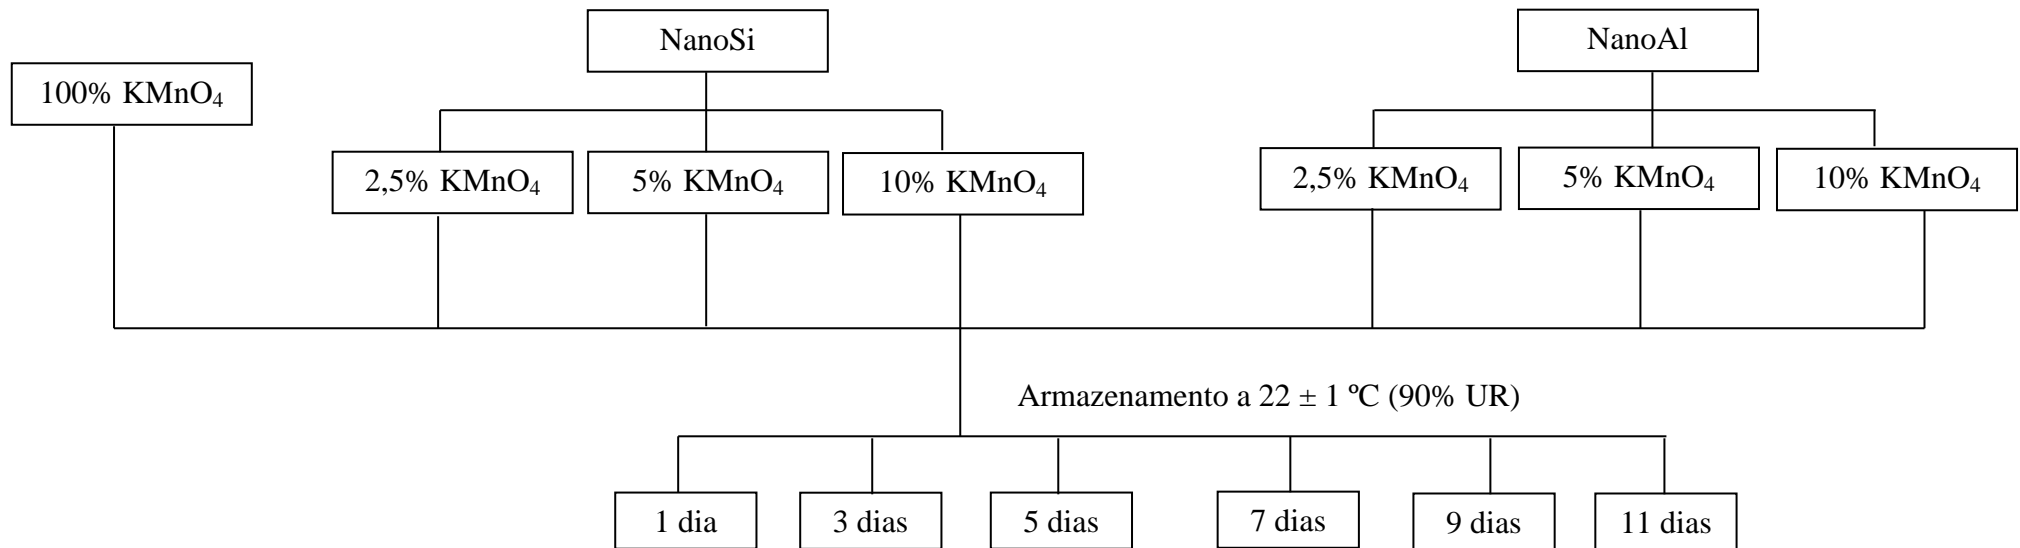 NanoSi
NanoAl
100% KMnO₄
2,5% KMnO₄
5% KMnO₄
10% KMnO₄
2,5% KMnO₄
5% KMnO₄
10% KMnO₄
Armazenamento a 22 ± 1 ºC (90% UR)
1 dia
3 dias
5 dias
7 dias
9 dias
11 dias